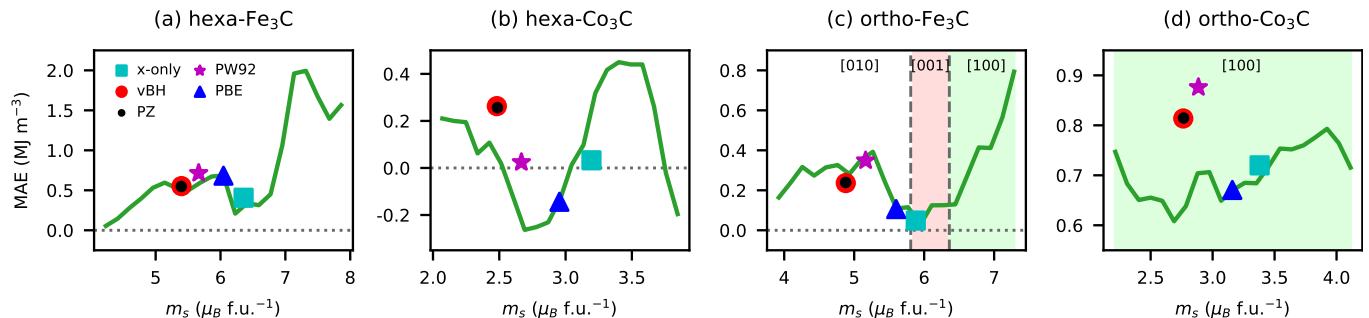 (a) hexa-Fe₃C
MAE (MJ m⁻³)
2.0
1.5
1.0
0.5
0.0
x-only
vBH
PZ
PW92
PBE
5 6 7 8
mₛ (μ_B f.u.⁻¹)
(b) hexa-Co₃C
0.4
0.2
0.0
-0.2
2.0 2.5 3.0 3.5
mₛ (μ_B f.u.⁻¹)
(c) ortho-Fe₃C
0.8
0.6
0.4
0.2
0.0
[010] [001] [100]
4 5 6 7
mₛ (μ_B f.u.⁻¹)
(d) ortho-Co₃C
0.9
0.8
0.7
0.6
[100]
2.5 3.0 3.5 4.0
mₛ (μ_B f.u.⁻¹)